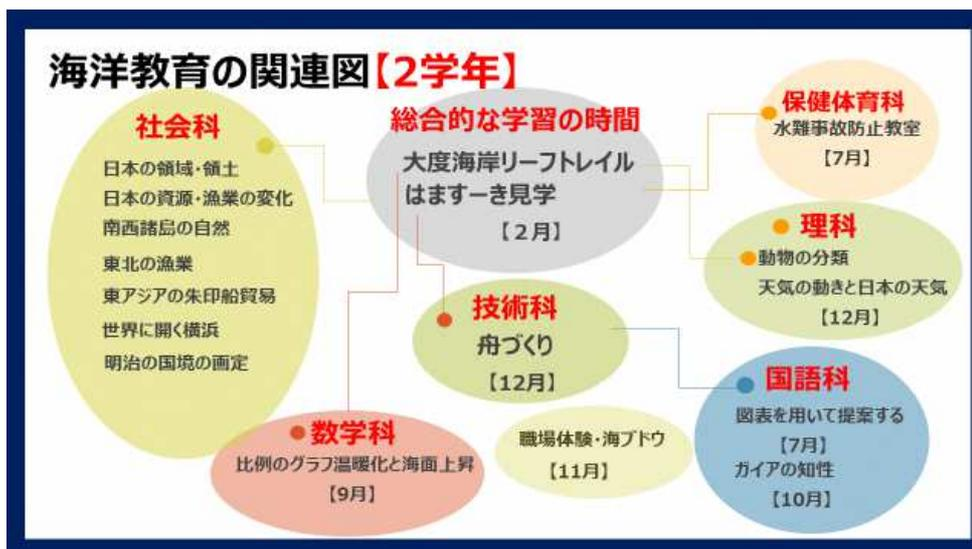 海洋教育の関連図【2学年】
社会科
日本の領域・領土
日本の資源・漁業の変化
南西諸島の自然
東北の漁業
東アジアの朱印船貿易
世界に開く横浜
明治の国境の画定
総合的な学習の時間
大度海岸リーフトレイル
はますーき見学
【２月】
保健体育科
水難事故防止教室
【7月】
理科
動物の分類
天気の動きと日本の天気
【12月】
技術科
舟づくり
【12月】
国語科
図表を用いて提案する
【7月】
ガイアの知性
【10月】
数学科
比例のグラフ温暖化と海面上昇
【9月】
職場体験・海ブドウ
【11月】